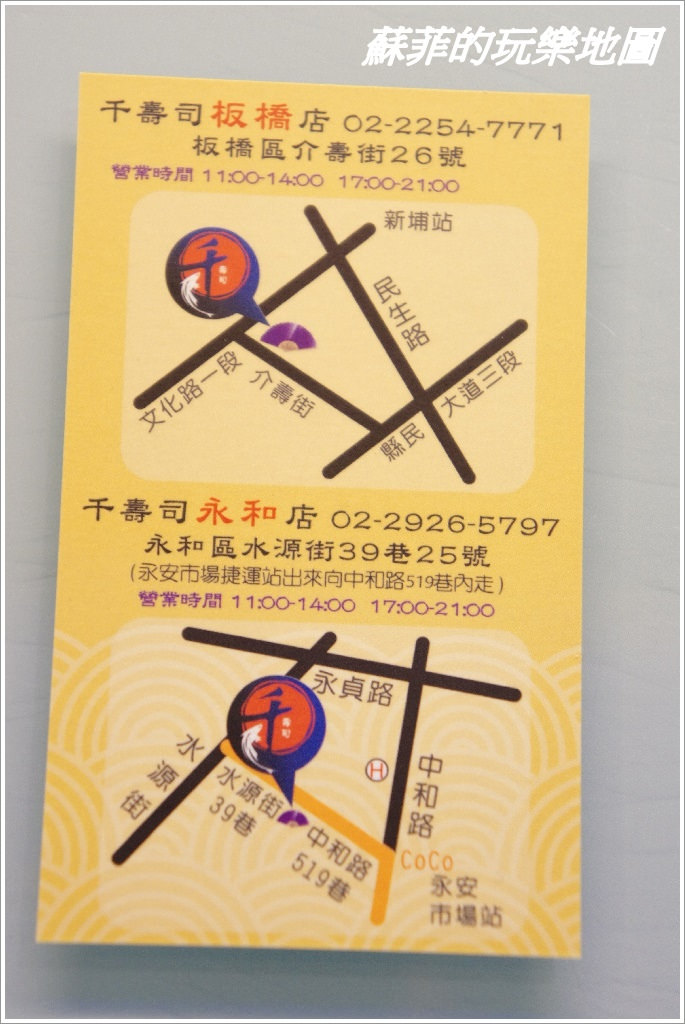 蘇菲的玩樂地圖
千壽司板橋店 02-2254-7771
板橋區介壽街26號
營業時間 11:00-14:00 17:00-21:00
新埔站
千
壽司
民生路
文化路一段
介壽街
縣民大道三段
千壽司永和店 02-2926-5797
永和區水源街39巷25號
(永安市場捷運站出來向中和路519巷內走)
營業時間 11:00-14:00 17:00-21:00
永貞路
千
壽司
水源街
水源街
39巷
H
中和路
中和路
519巷
CoCo
永安
市場站